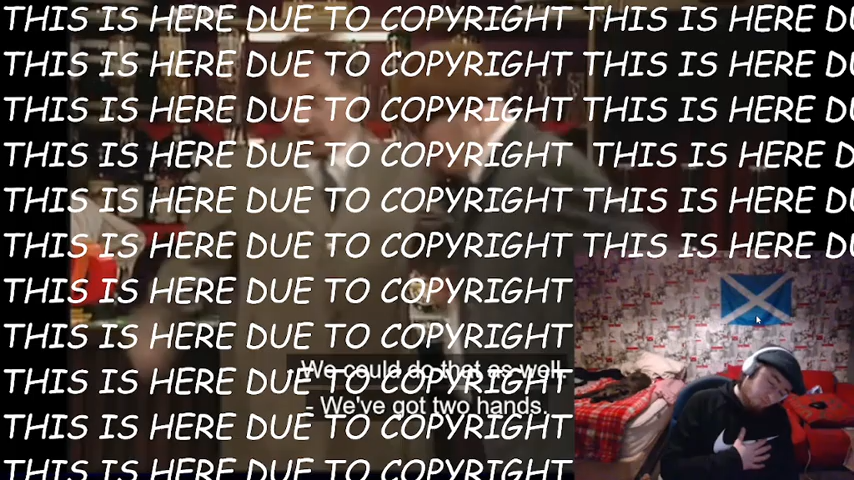 THIS IS HERE DUE TO COPYRIGHT THIS IS HERE DU
THIS IS HERE DUE TO COPYRIGHT THIS IS HERE DU
THIS IS HERE DUE TO COPYRIGHT THIS IS HERE DU
THIS IS HERE DUE TO COPYRIGHT THIS IS HERE D
THIS IS HERE DUE TO COPYRIGHT THIS IS HERE DU
THIS IS HERE DUE TO COPYRIGHT THIS IS HERE DU
THIS IS HERE DUE TO COPYRIGHT
THIS IS HERE DUE TO COPYRIGHT
- We could do that as well.
THIS IS HERE DUE TO COPYRIGHT
- We've got two hands.
THIS IS HERE DUE TO COPYRIGHT
THIS IS HERE DUE TO COPYRIGHT